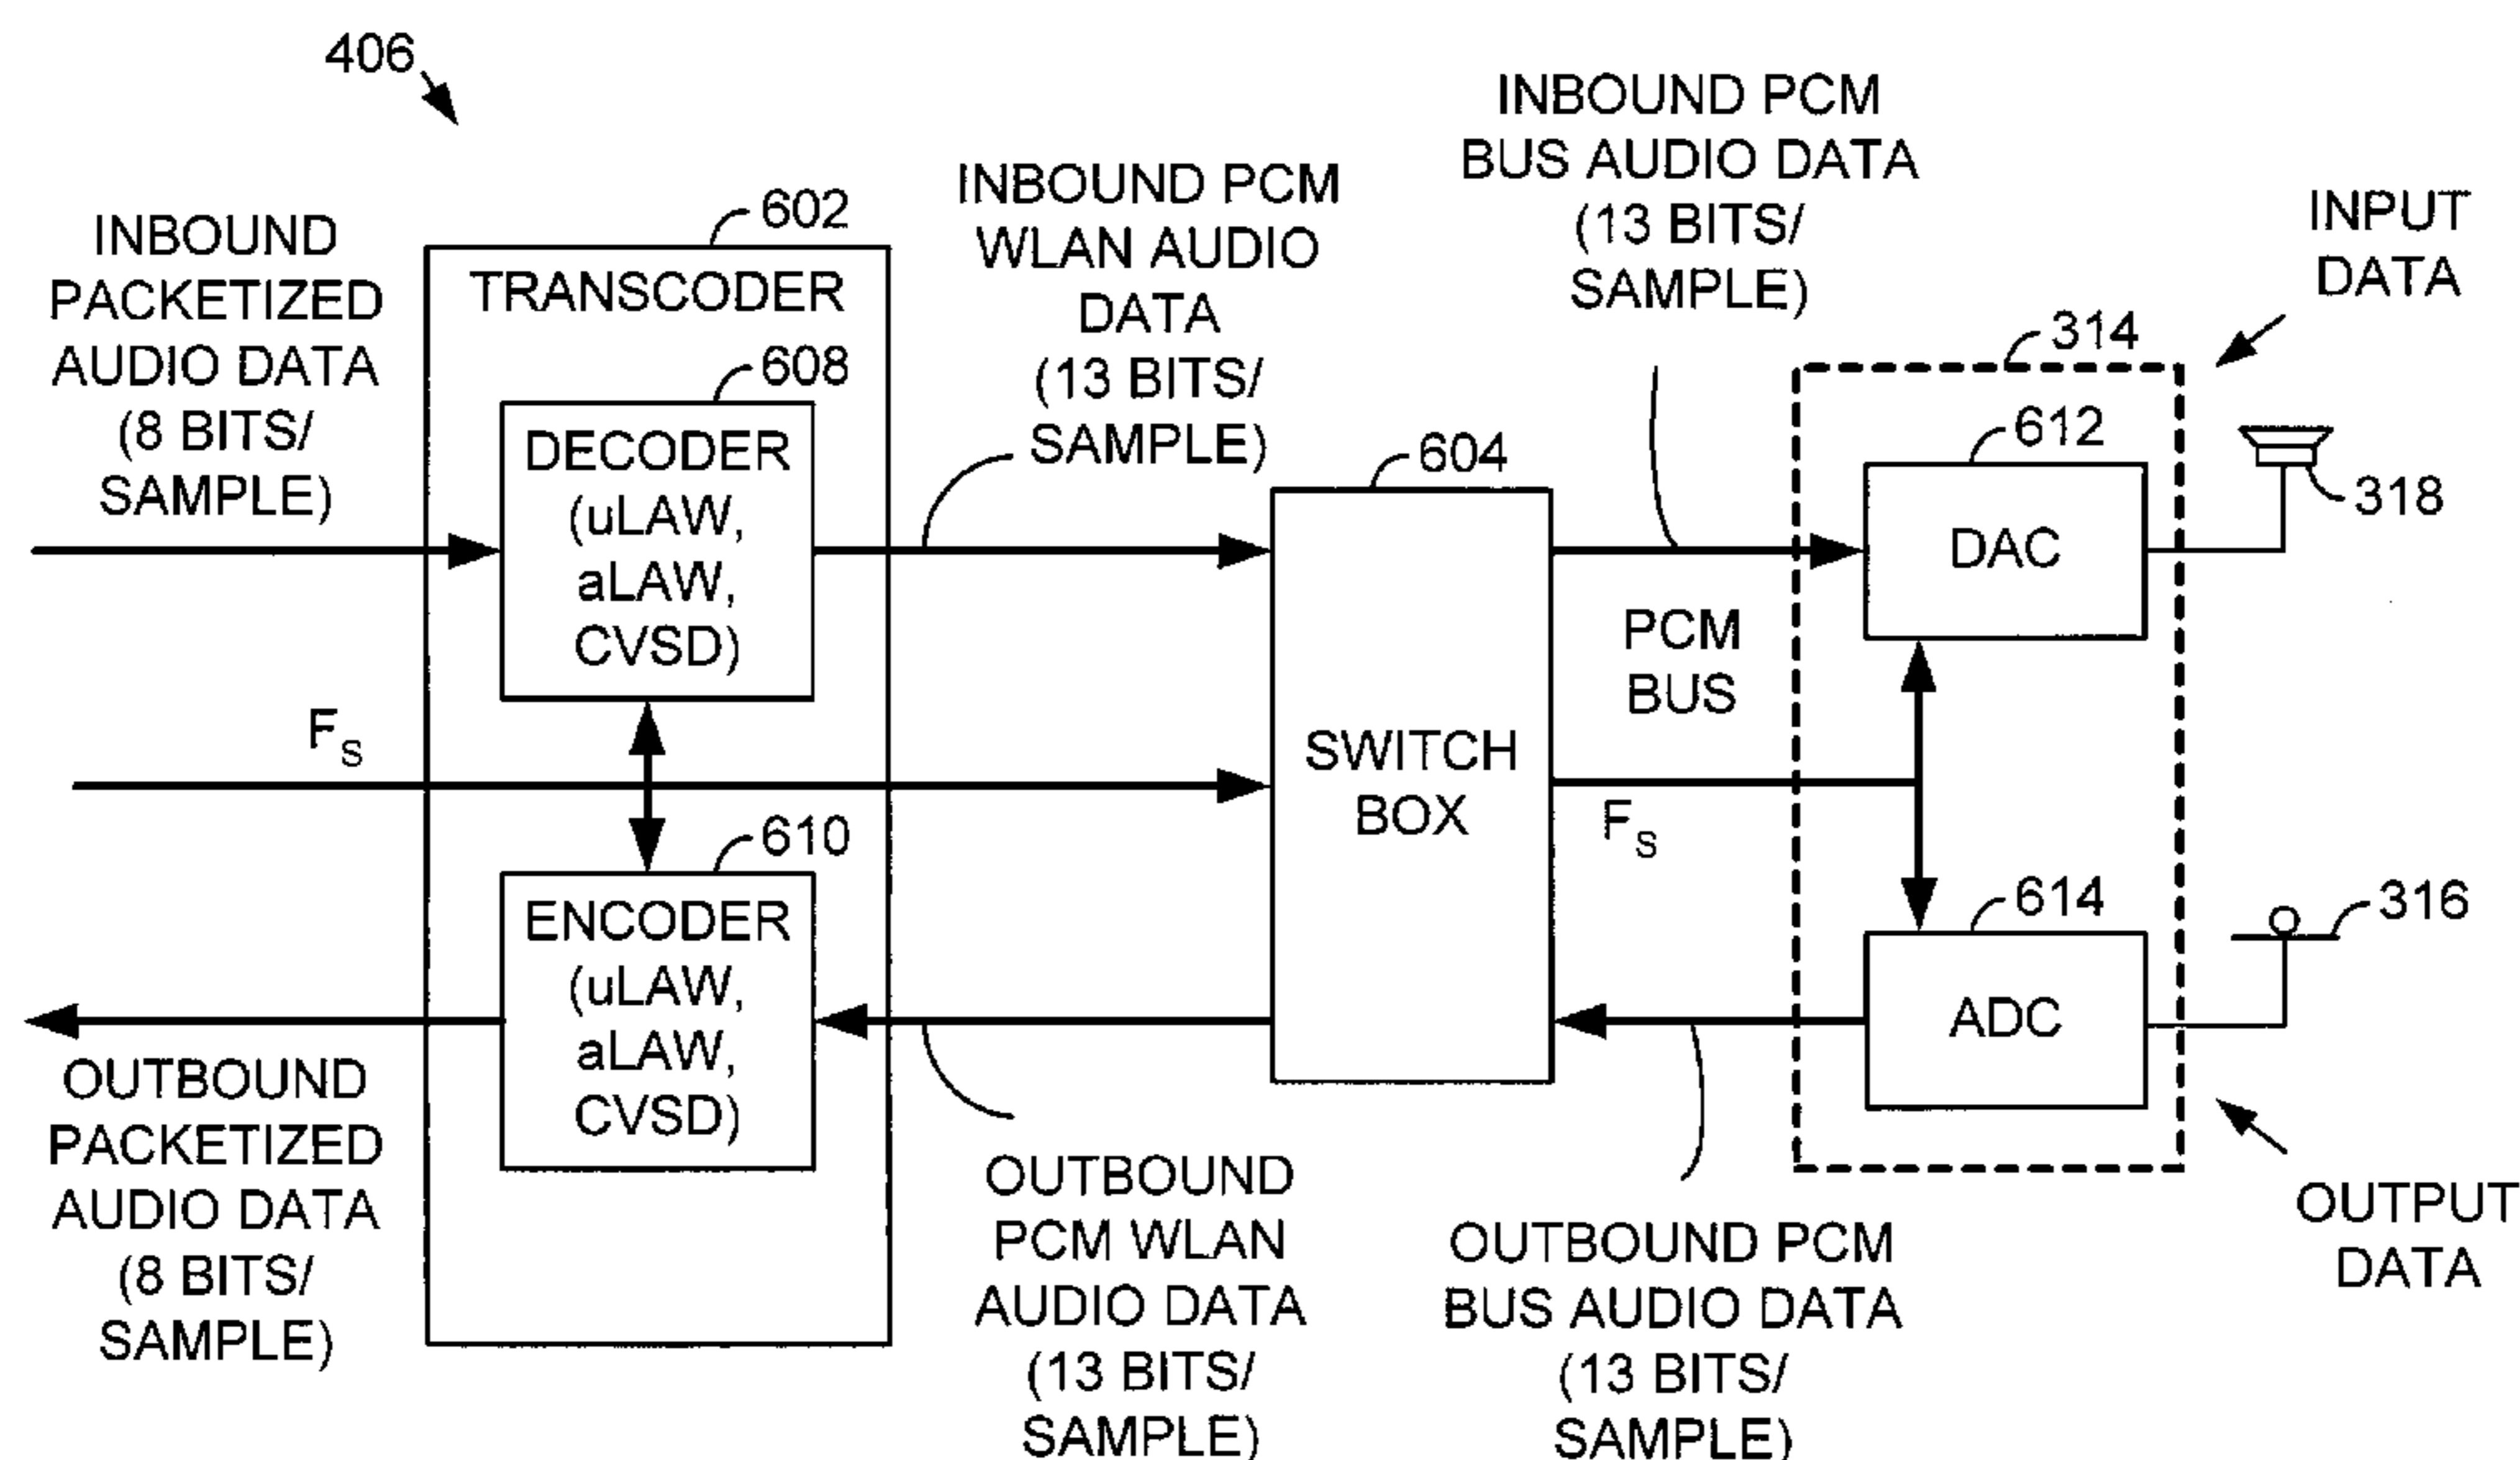 406
INBOUND
PACKETIZED
AUDIO DATA
(8 BITS/
SAMPLE)
602
TRANSCODER
608
DECODER
(uLAW,
aLAW,
CVSD)
INBOUND PCM
WLAN AUDIO
DATA
(13 BITS/
SAMPLE)
INBOUND PCM
BUS AUDIO DATA
(13 BITS/
SAMPLE)
INPUT
DATA
314
612
DAC
318
604
SWITCH
BOX
PCM
BUS
FS
FS
610
ENCODER
(uLAW,
aLAW,
CVSD)
614
ADC
316
OUTBOUND
PACKETIZED
AUDIO DATA
(8 BITS/
SAMPLE)
OUTBOUND
PCM WLAN
AUDIO DATA
(13 BITS/
SAMPLE)
OUTBOUND PCM
BUS AUDIO DATA
(13 BITS/
SAMPLE)
OUTPUT
DATA